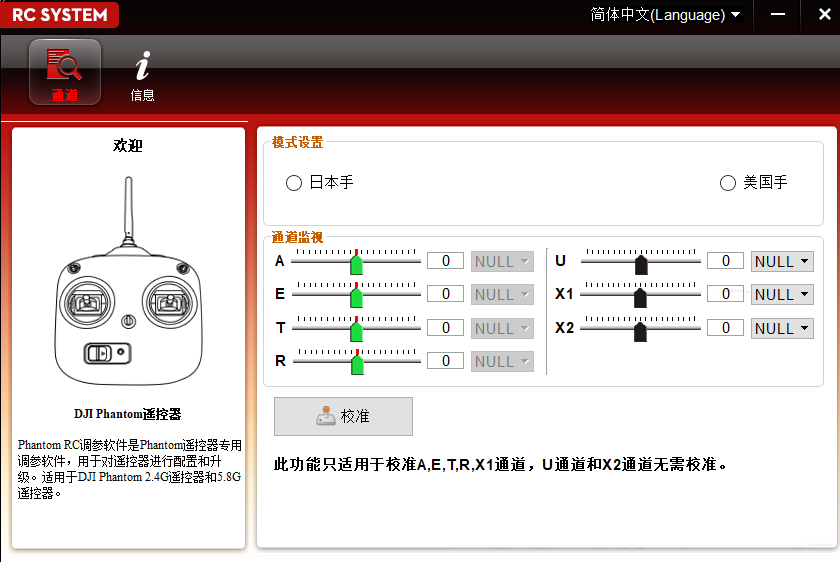 RC SYSTEM
简体中文(Language)
通道
信息
欢迎
DJI Phantom遥控器
Phantom RC调参软件是Phantom遥控器专用
调参软件，用于对遥控器进行配置和升
级。适用于DJI Phantom 2.4G遥控器和5.8G
遥控器。
模式设置
日本手
美国手
通道监视
A 0 NULL
U 0 NULL
E 0 NULL
X1 0 NULL
T 0 NULL
X2 0 NULL
R 0 NULL
校准
此功能只适用于校准A,E,T,R,X1通道，U通道和X2通道无需校准。